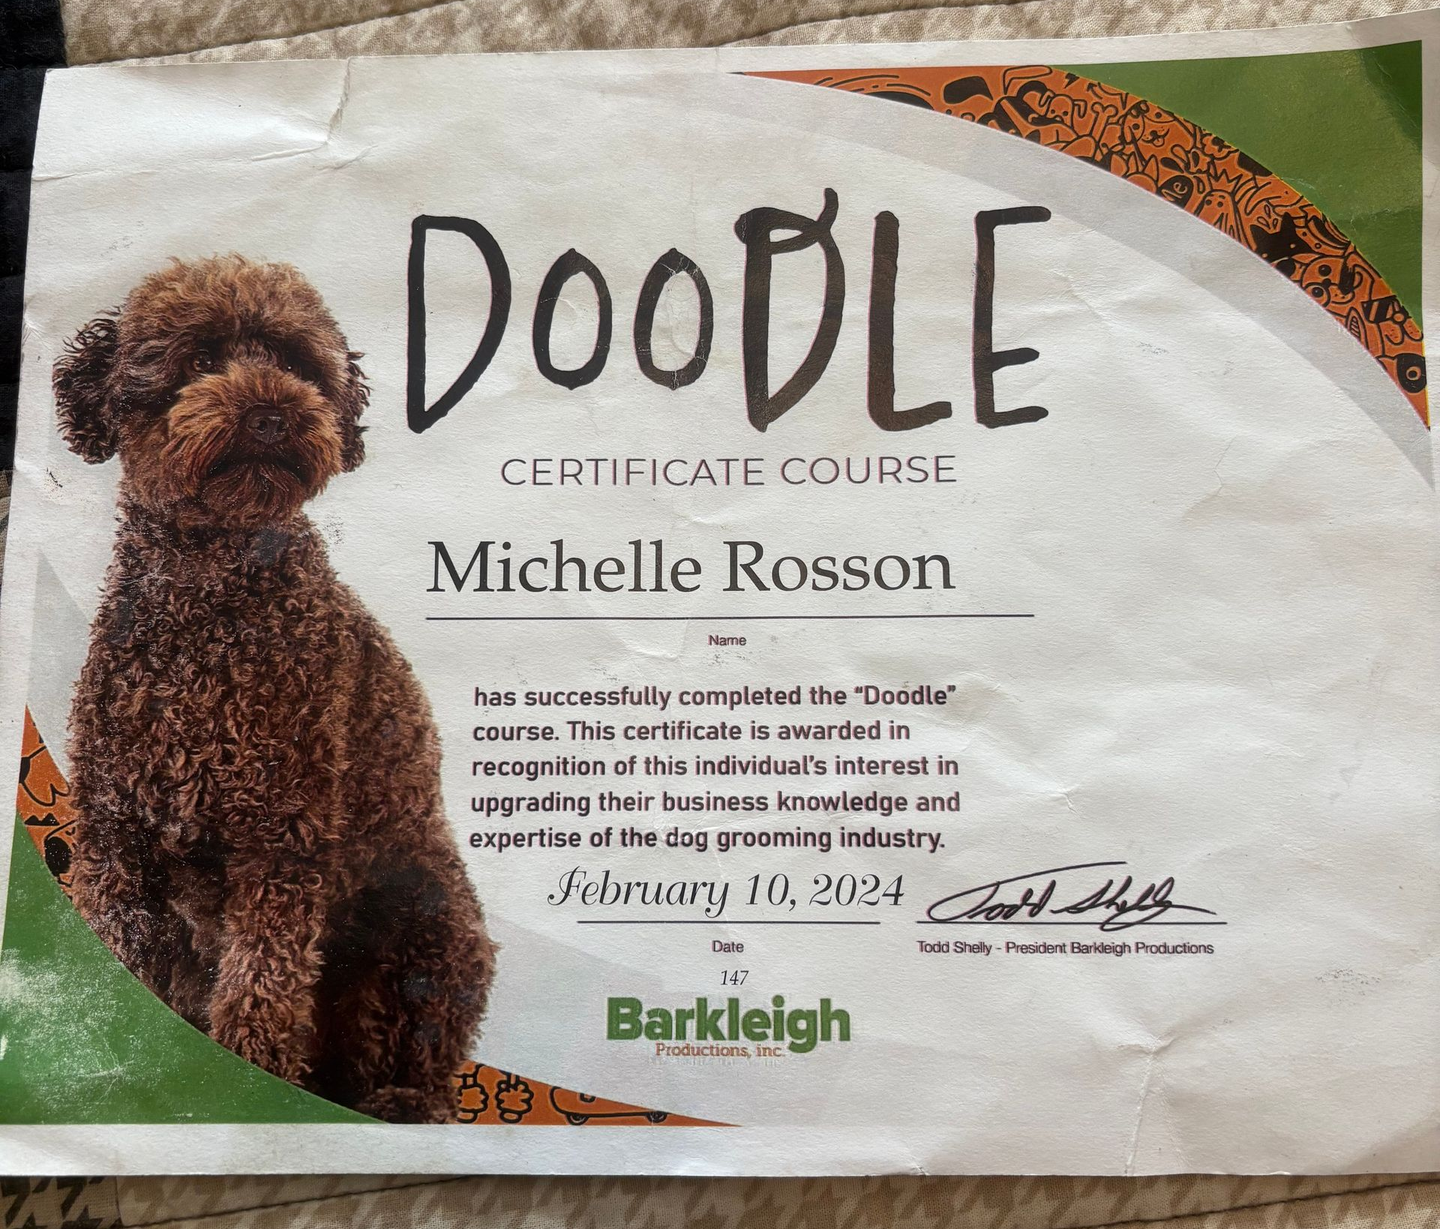 DOODLE
CERTIFICATE COURSE
Michelle Rosson
Name
has successfully completed the “Doodle”
course. This certificate is awarded in
recognition of this individual’s interest in
upgrading their business knowledge and
expertise of the dog grooming industry.
February 10, 2024
Todd Shelly
Date
Todd Shelly - President Barkleigh Productions
147
Barkleigh
Productions, inc.